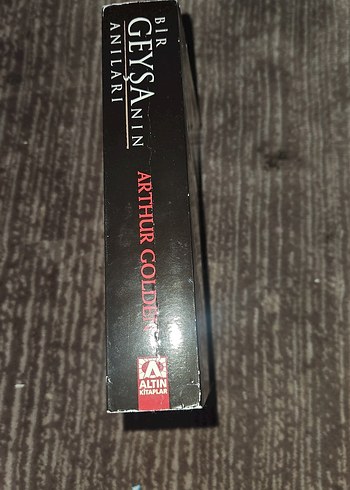 BİR
GEYŞANIN
ANILARI
ARTHUR GOLDEN
ALTIN
KİTAPLAR